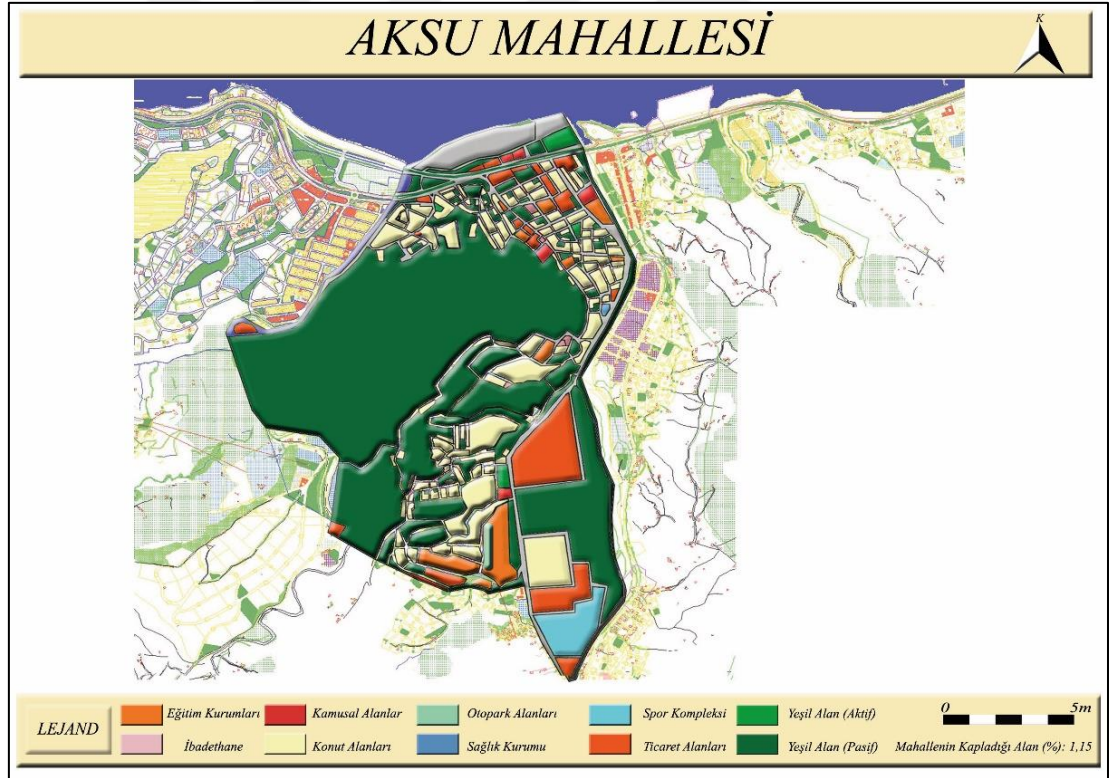 AKSU MAHALLESİ
K
LEJAND
Eğitim Kurumları
Kamusal Alanlar
Otopark Alanları
Spor Kompleksi
Yeşil Alan (Aktif)
0 5m
İbadethane
Konut Alanları
Sağlık Kurumu
Ticaret Alanları
Yeşil Alan (Pasif)
Mahallenin Kapladığı Alan (%): 1,15